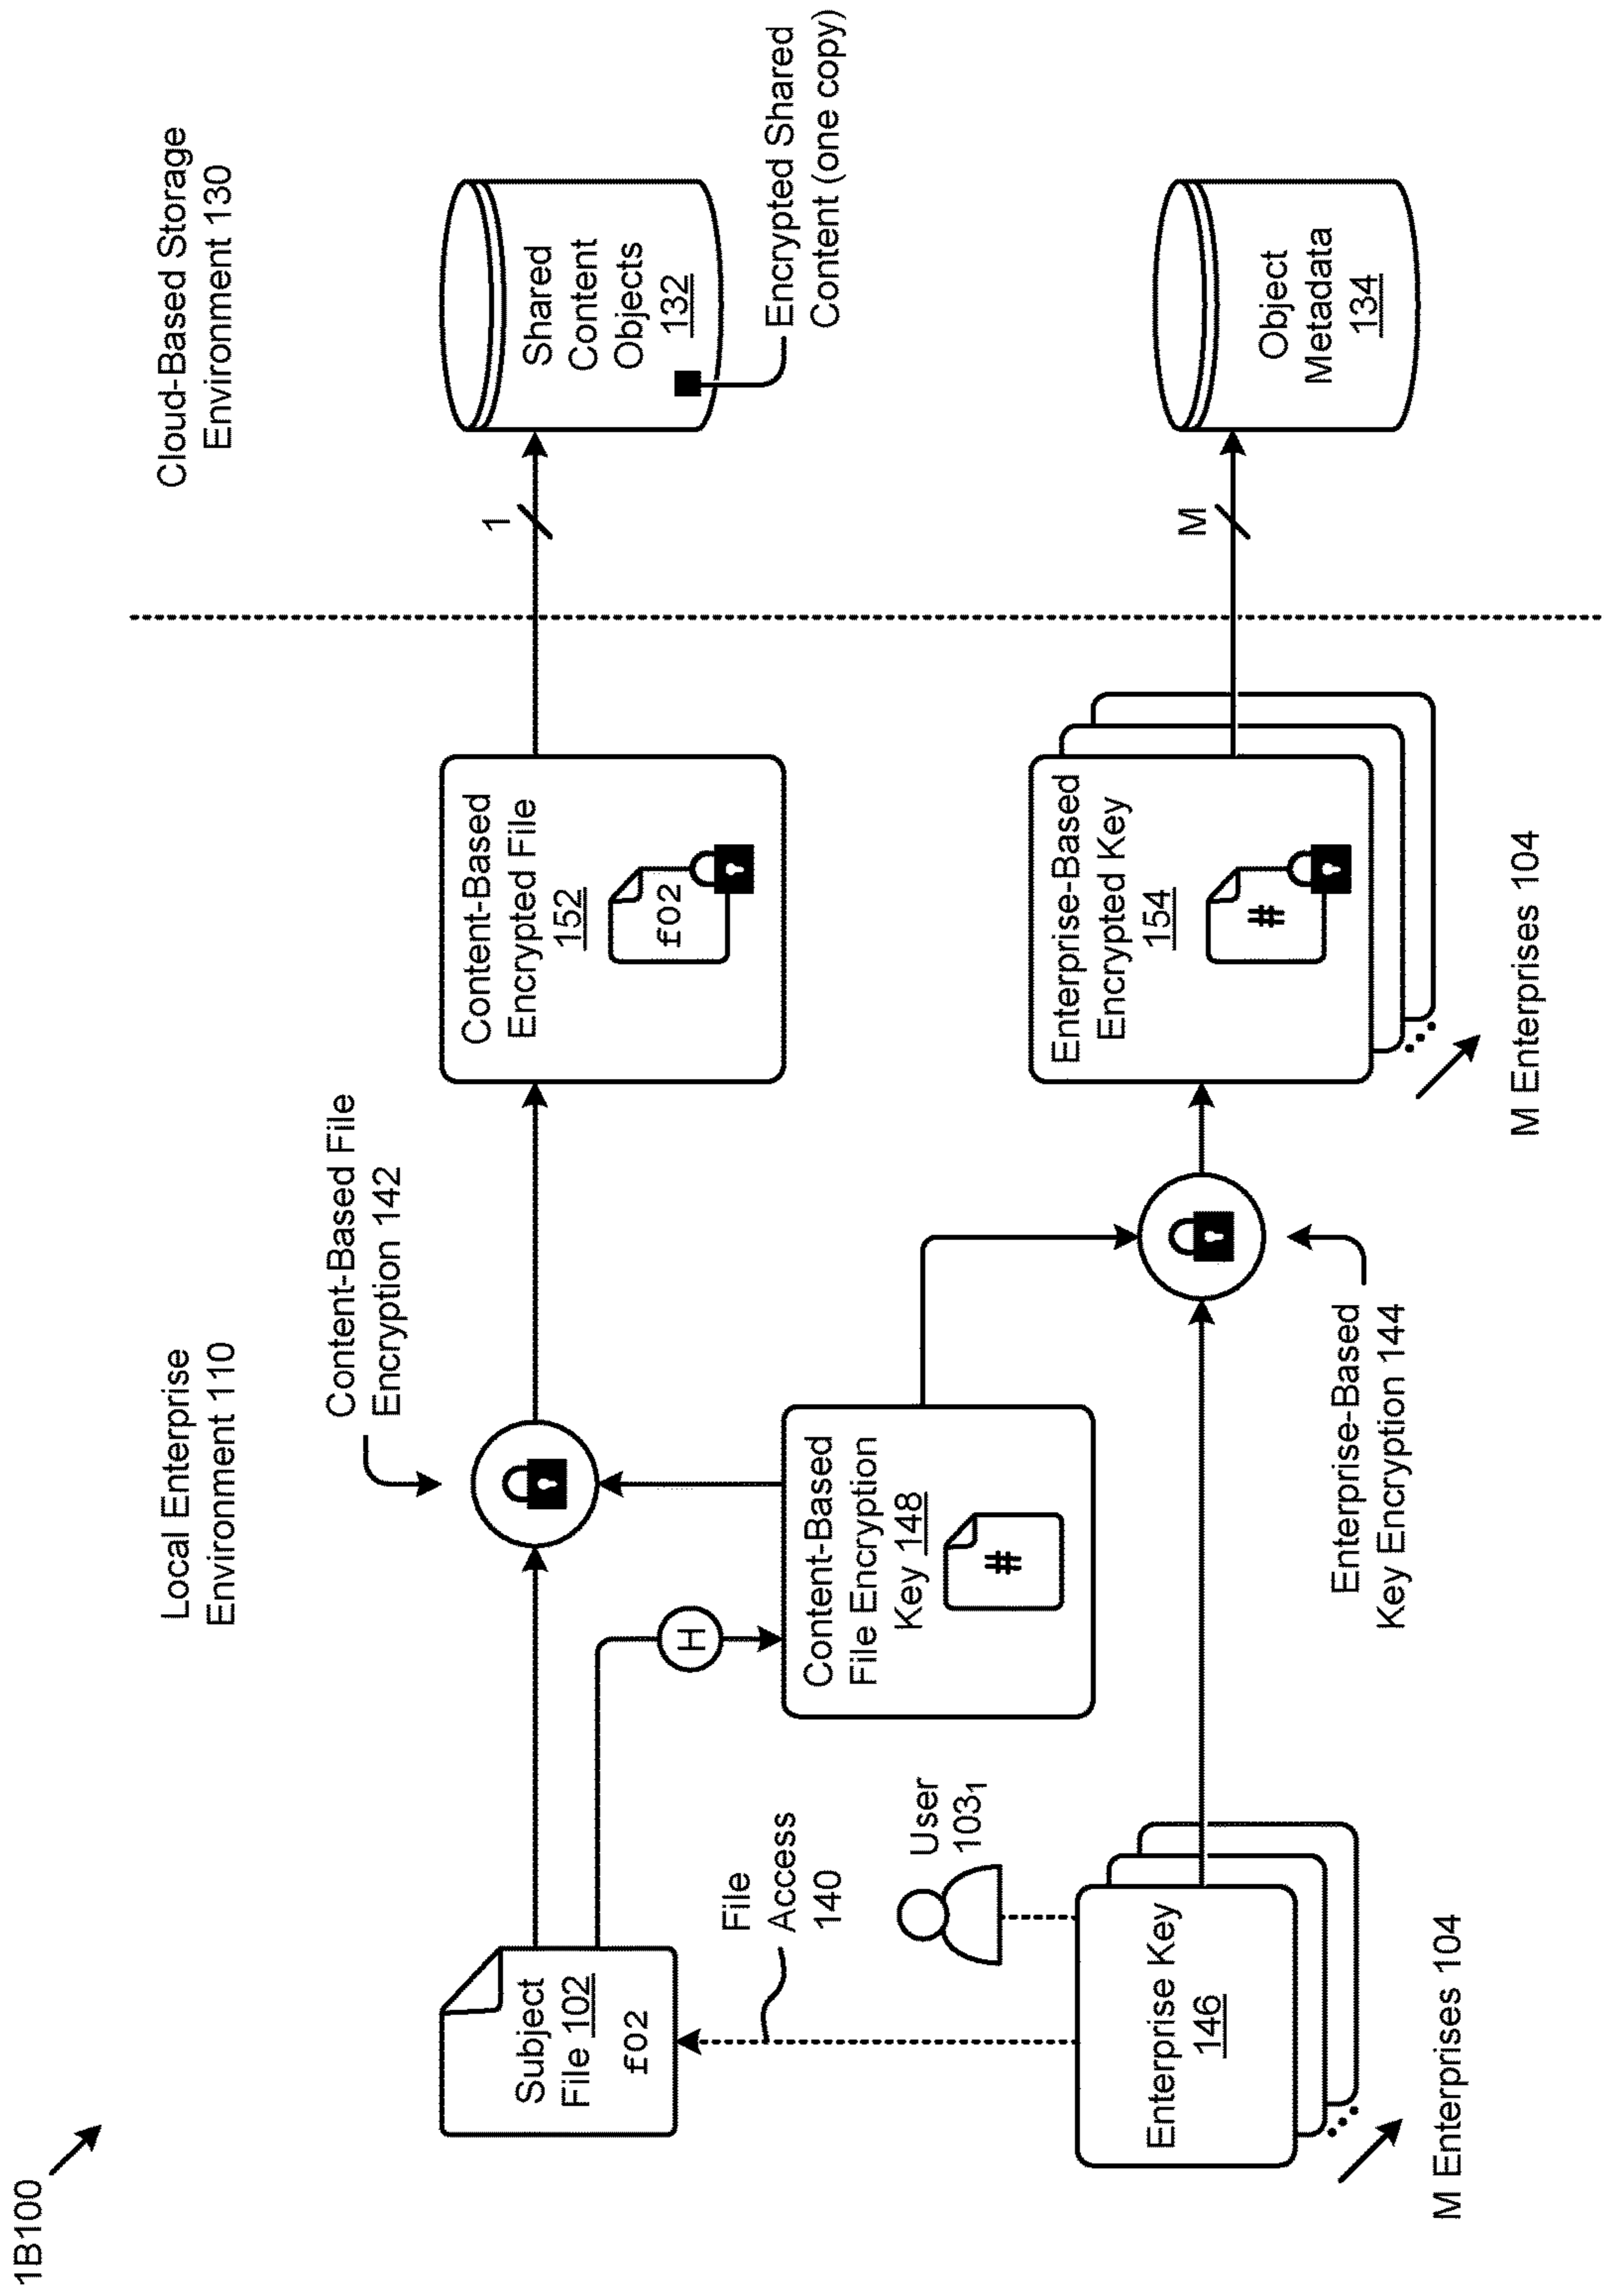 1B100
Local Enterprise
Environment 110
Cloud-Based Storage
Environment 130
Content-Based File
Encryption 142
Subject
File 102
f02
H
Content-Based
Encrypted File
152
f02
1
Shared
Content
Objects
132
Encrypted Shared
Content (one copy)
File
Access
140
User
103₁
Content-Based
File Encryption
Key 148
#
Enterprise Key
146
M Enterprises 104
Enterprise-Based
Key Encryption 144
Enterprise-Based
Encrypted Key
154
#
M Enterprises 104
M
Object
Metadata
134